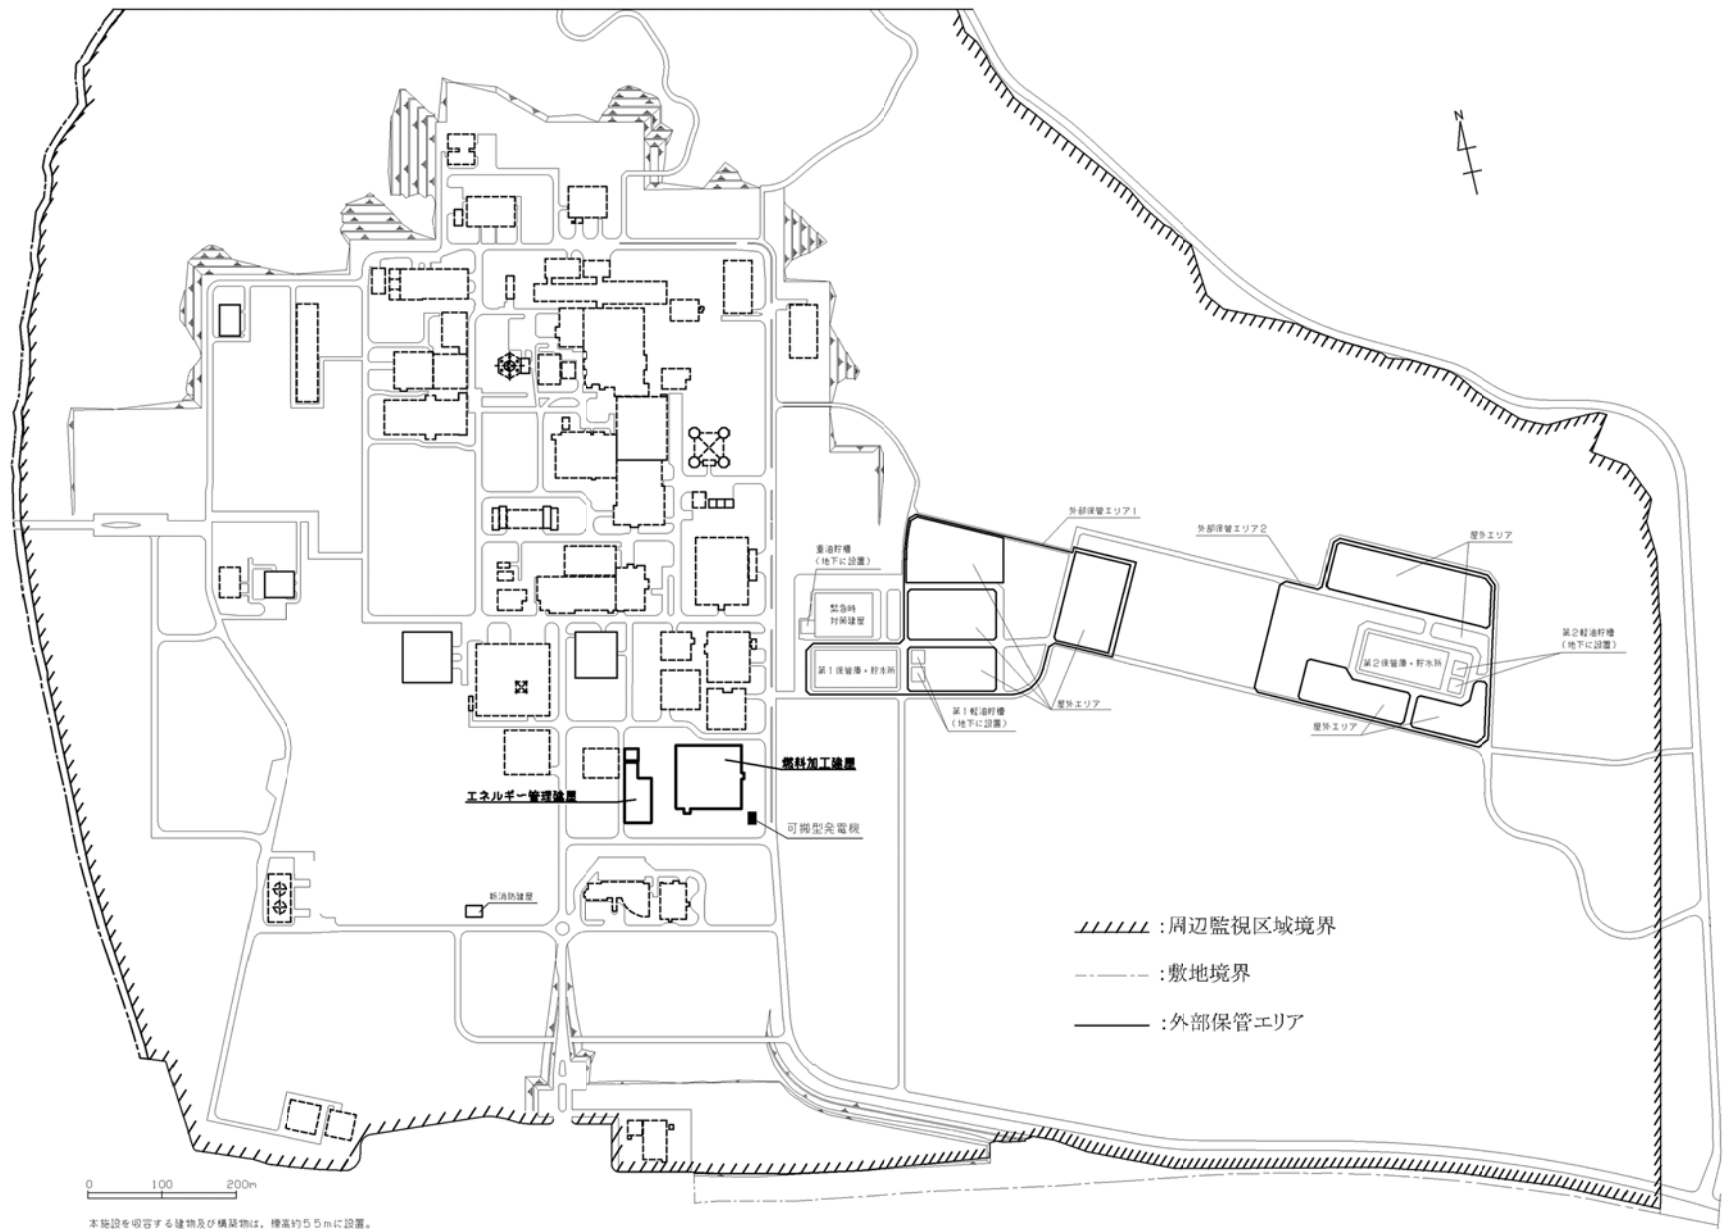 N
外部保管エリア1
外部保管エリア2
屋外エリア
重油貯槽
(地下に設置)
緊急時
対策建屋
第2軽油貯槽
(地下に設置)
第1保管庫・貯水所
第2保管庫・貯水所
第1軽油貯槽
(地下に設置)
屋外エリア
屋外エリア
燃料加工建屋
エネルギー管理建屋
可搬型発電機
新消防建屋
:周辺監視区域境界
:敷地境界
:外部保管エリア
0 100 200m
本施設を収容する建物及び構築物は,標高約55mに設置。